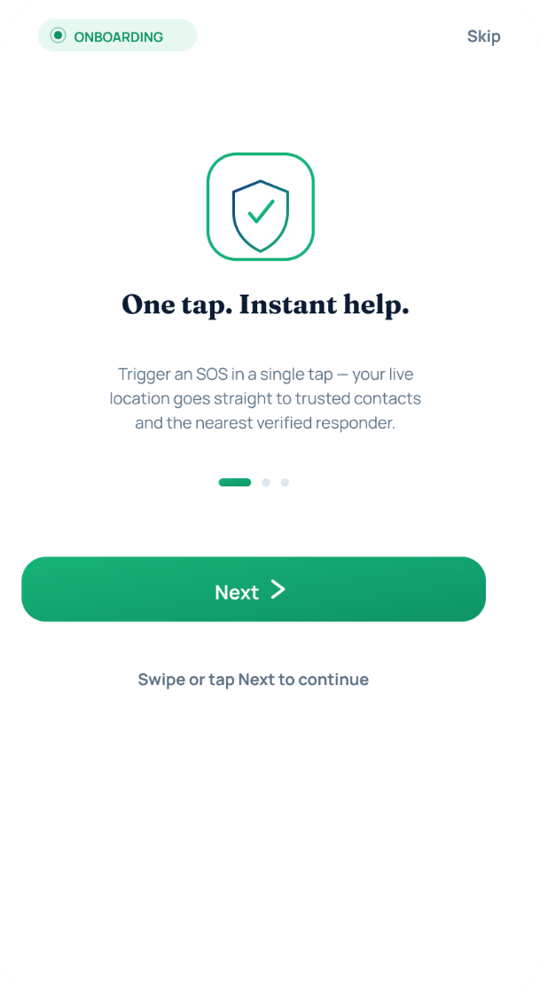 ONBOARDING
Skip
One tap. Instant help.
Trigger an SOS in a single tap — your live
location goes straight to trusted contacts
and the nearest verified responder.
Next
Swipe or tap Next to continue